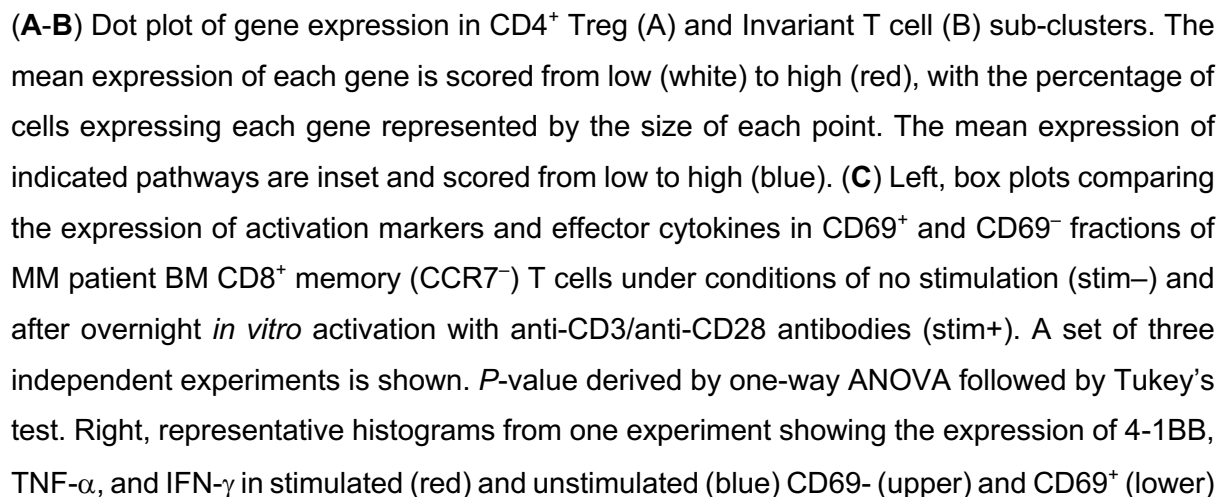 (A-B) Dot plot of gene expression in CD4+ Treg (A) and Invariant T cell (B) sub-clusters. The
mean expression of each gene is scored from low (white) to high (red), with the percentage of
cells expressing each gene represented by the size of each point. The mean expression of
indicated pathways are inset and scored from low to high (blue). (C) Left, box plots comparing
the expression of activation markers and effector cytokines in CD69+ and CD69– fractions of
MM patient BM CD8+ memory (CCR7–) T cells under conditions of no stimulation (stim–) and
after overnight in vitro activation with anti-CD3/anti-CD28 antibodies (stim+). A set of three
independent experiments is shown. P-value derived by one-way ANOVA followed by Tukey's
test. Right, representative histograms from one experiment showing the expression of 4-1BB,
TNF-α, and IFN-γ in stimulated (red) and unstimulated (blue) CD69- (upper) and CD69+ (lower)